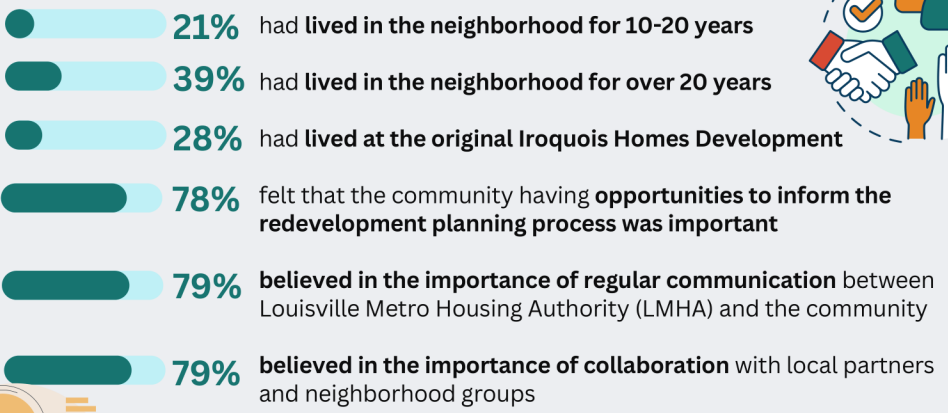 21% had lived in the neighborhood for 10-20 years
39% had lived in the neighborhood for over 20 years
28% had lived at the original Iroquois Homes Development
78% felt that the community having opportunities to inform the
redevelopment planning process was important
79% believed in the importance of regular communication between
Louisville Metro Housing Authority (LMHA) and the community
79% believed in the importance of collaboration with local partners
and neighborhood groups